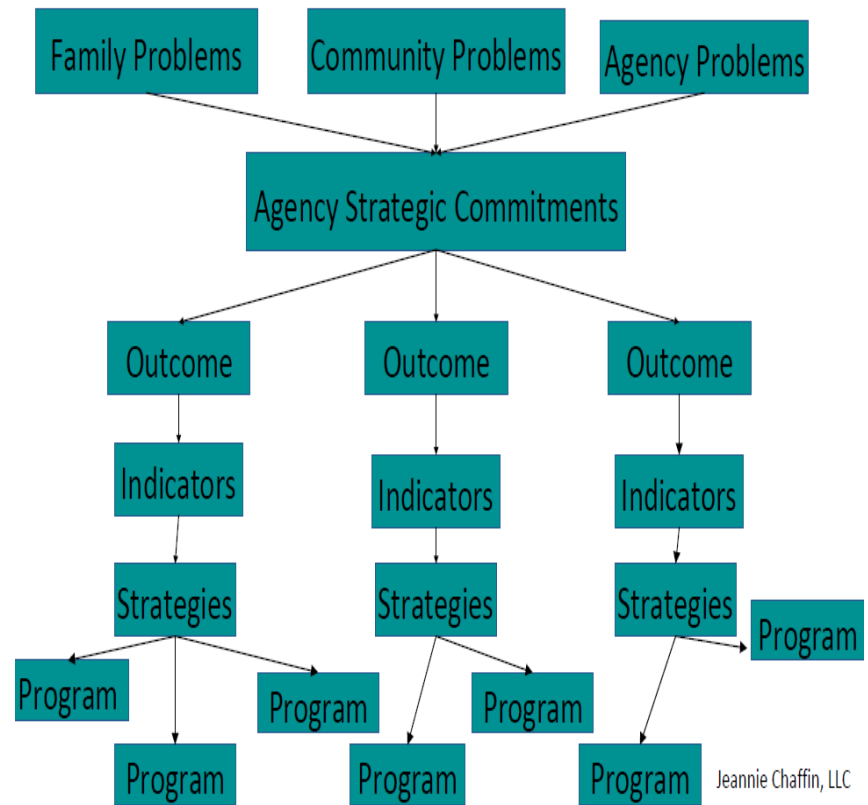 Family Problems
Community Problems
Agency Problems
Agency Strategic Commitments
Outcome
Outcome
Outcome
Indicators
Indicators
Indicators
Strategies
Strategies
Strategies
Program
Program
Program
Program
Program
Program
Program
Jeannie Chaffin, LLC